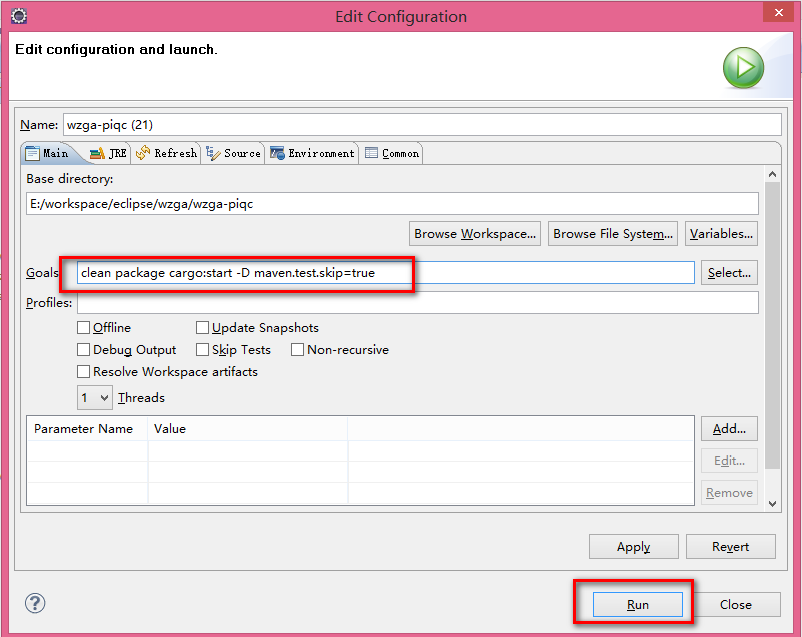 Edit Configuration
Edit configuration and launch.
Name: wzga-piqc (21)
Main JRE Refresh Source Environment Common
Base directory:
E:/workspace/eclipse/wzga/wzga-piqc
Browse Workspace... Browse File System... Variables...
Goals clean package cargo:start -D maven.test.skip=true Select...
Profiles:
Offline Update Snapshots
Debug Output Skip Tests Non-recursive
Resolve Workspace artifacts
1 Threads
Parameter Name Value Add...
Edit...
Remove
Apply Revert
? Run Close